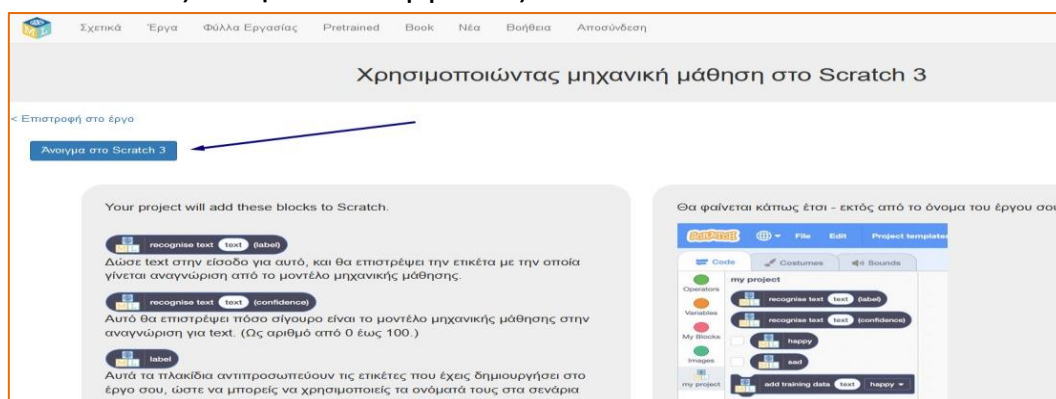 Σχετικά Έργα Φύλλα Εργασίας Pretrained Book Νέα Βοήθεια Αποσύνδεση
Χρησιμοποιώντας μηχανική μάθηση στο Scratch 3
< Επιστροφή στο έργο
Άνοιγμα στο Scratch 3
Your project will add these blocks to Scratch.
recognise text text (label)
Δώσε text στην είσοδο για αυτό, και θα επιστρέψει την ετικέτα με την οποία
γίνεται αναγνώριση από το μοντέλο μηχανικής μάθησης.
recognise text text (confidence)
Αυτό θα επιστρέψει πόσο σίγουρο είναι το μοντέλο μηχανικής μάθησης στην
αναγνώριση για text. (Ως αριθμό από 0 έως 100.)
label
Αυτά τα πλακίδια αντιπροσωπεύουν τις ετικέτες που έχεις δημιουργήσει στο
έργο σου, ώστε να μπορείς να χρησιμοποιείς τα ονόματά τους στα σενάρια
Θα φαίνεται κάπως έτσι - εκτός από το όνομα του έργου σου
SCRATCH File Edit Project templates
Code Costumes Sounds
Operators
Variables
My Blocks
Images
my project
my project
recognise text text (label)
recognise text text (confidence)
happy
sad
add training data text happy